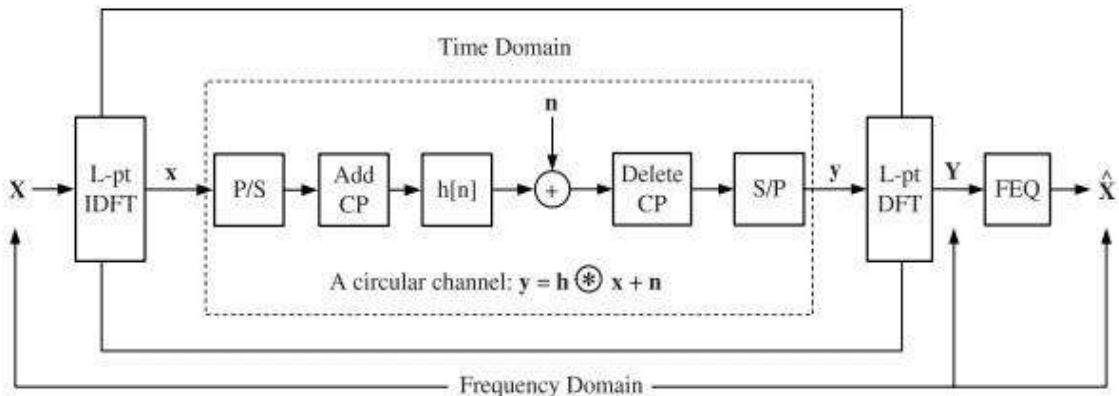 Time Domain
n
X
L-pt
IDFT
x
P/S
Add
CP
h[n]
+
Delete
CP
S/P
y
L-pt
DFT
Y
FEQ
X̂
A circular channel: y = h ⊛ x + n
Frequency Domain